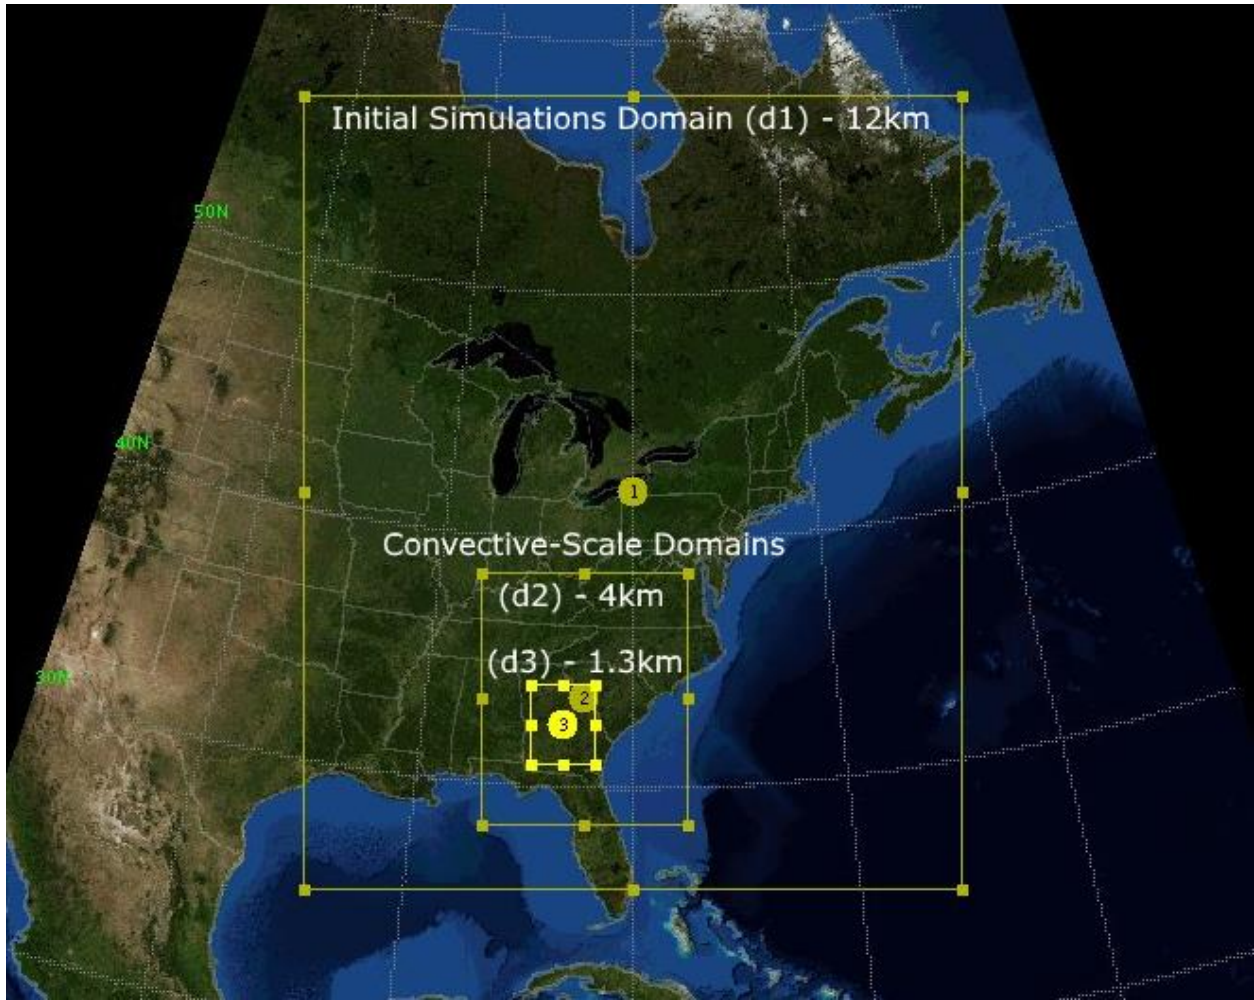 Initial Simulations Domain (d1) - 12km
50N
40N
1
Convective-Scale Domains
(d2) - 4km
(d3) - 1.3km
30N
2
3